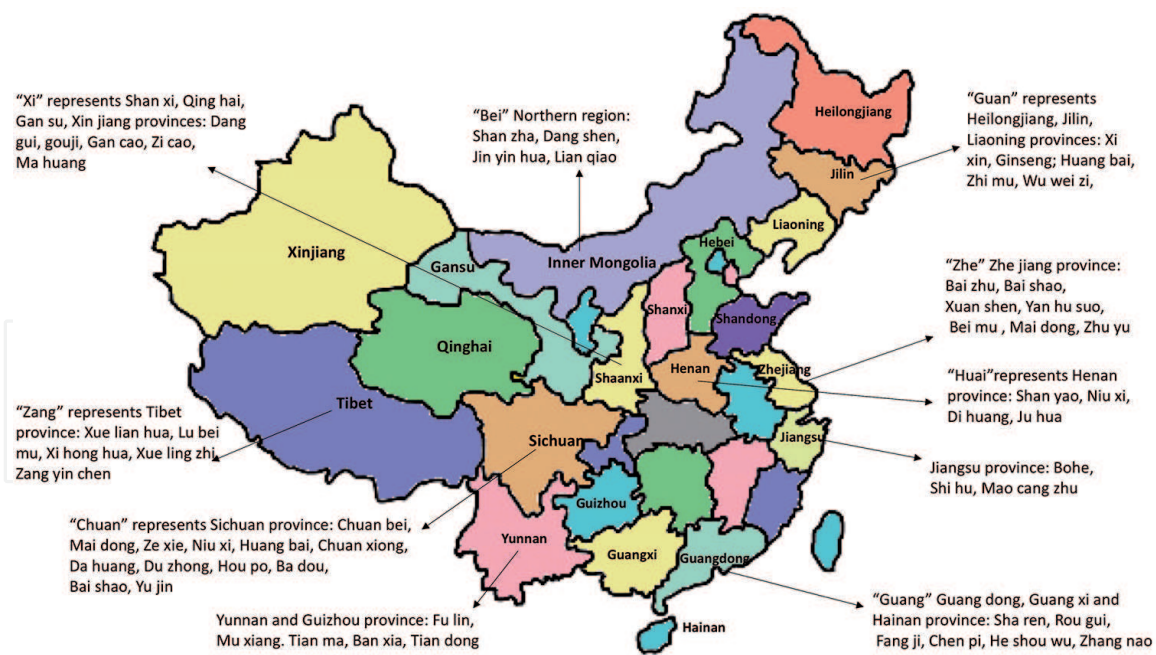 “Xi” represents Shan xi, Qing hai,
Gan su, Xin jiang provinces: Dang
gui, gouji, Gan cao, Zi cao,
Ma huang
“Bei” Northern region:
Shan zha, Dang shen,
Jin yin hua, Lian qiao
“Guan” represents
Heilongjiang, Jilin,
Liaoning provinces: Xi
xin, Ginseng; Huang bai,
Zhi mu, Wu wei zi,
Heilongjiang
Jilin
Liaoning
Hebei
Xinjiang
Gansu
Inner Mongolia
Shanxi
Shandong
Qinghai
Shaanxi
Henan
Zhejiang
Tibet
Sichuan
Jiangsu
Guizhou
Yunnan
Guangxi
Guangdong
Hainan
“Zhe” Zhe jiang province:
Bai zhu, Bai shao,
Xuan shen, Yan hu suo,
Bei mu , Mai dong, Zhu yu
“Huai”represents Henan
province: Shan yao, Niu xi,
Di huang, Ju hua
Jiangsu province: Bohe,
Shi hu, Mao cang zhu
“Zang” represents Tibet
province: Xue lian hua, Lu bei
mu, Xi hong hua, Xue ling zhi,
Zang yin chen
“Chuan” represents Sichuan province: Chuan bei,
Mai dong, Ze xie, Niu xi, Huang bai, Chuan xiong,
Da huang, Du zhong, Hou po, Ba dou,
Bai shao, Yu jin
Yunnan and Guizhou province: Fu lin,
Mu xiang. Tian ma, Ban xia, Tian dong
“Guang” Guang dong, Guang xi and
Hainan province: Sha ren, Rou gui,
Fang ji, Chen pi, He shou wu, Zhang nao